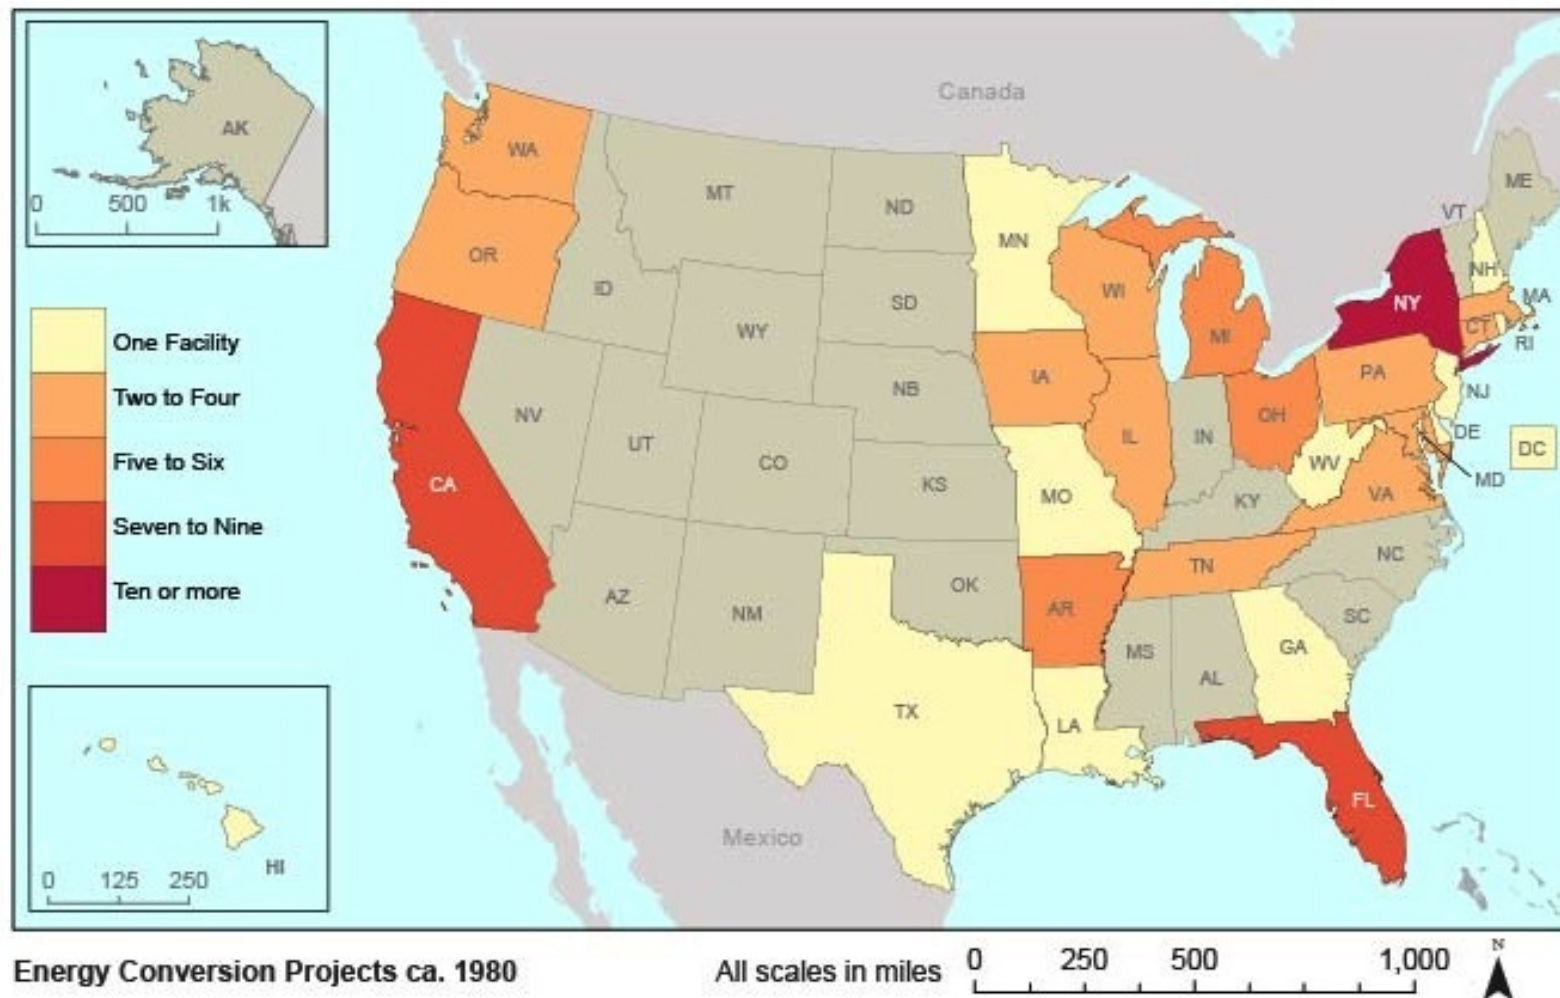 Canada
AK
0 500 1k
WA
MT
ND
MN
ME
VT
OR
ID
SD
WI
NH
MA
NY
WY
MI
CT
RI
One Facility
Two to Four
Five to Six
Seven to Nine
Ten or more
IA
PA
NB
NJ
NV
UT
CO
IL
IN
OH
DE
DC
CA
KS
MO
WV
MD
KY
VA
AZ
NM
OK
AR
TN
NC
SC
MS
AL
GA
TX
LA
FL
Mexico
HI
0 125 250
Energy Conversion Projects ca. 1980
All scales in miles
0 250 500 1,000
N